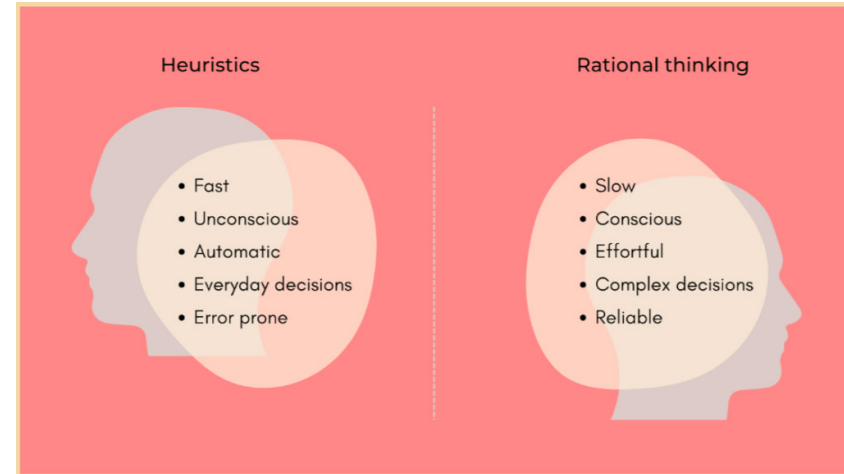 Heuristics
• Fast
• Unconscious
• Automatic
• Everyday decisions
• Error prone
Rational thinking
• Slow
• Conscious
• Effortful
• Complex decisions
• Reliable